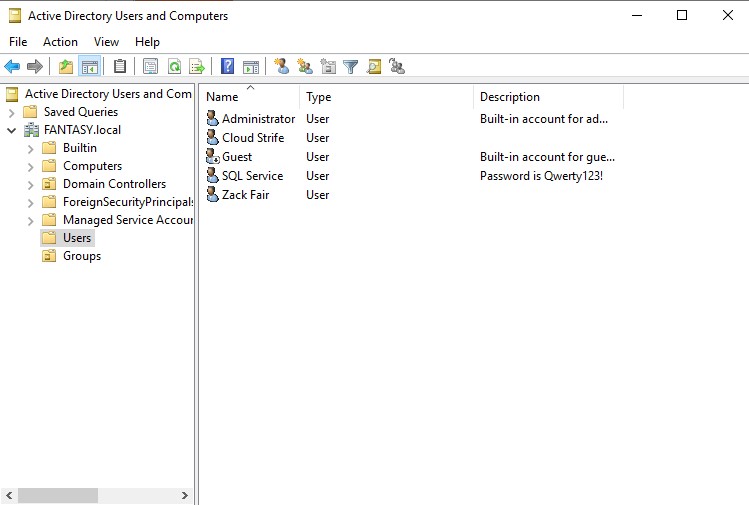 Active Directory Users and Computers
File Action View Help
Active Directory Users and Com
Saved Queries
FANTASY.local
Builtin
Computers
Domain Controllers
ForeignSecurityPrincipals
Managed Service Accour
Users
Groups
Name Type Description
Administrator User Built-in account for ad...
Cloud Strife User
Guest User Built-in account for gue...
SQL Service User Password is Qwerty123!
Zack Fair User